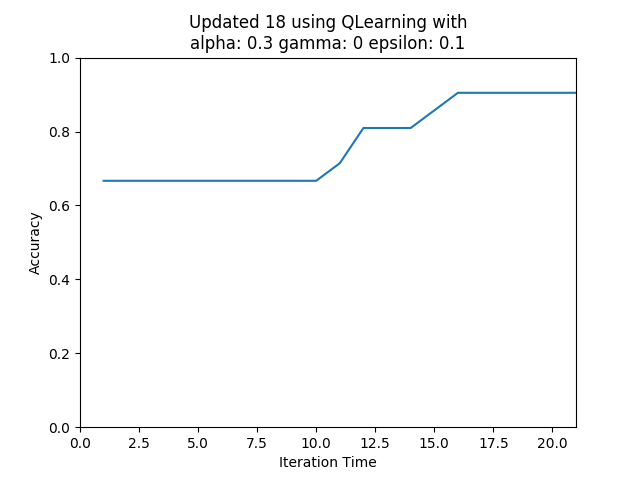 Updated 18 using QLearning with
alpha: 0.3 gamma: 0 epsilon: 0.1
1.0
0.8
0.6
0.4
0.2
0.0
Accuracy
0.0 2.5 5.0 7.5 10.0 12.5 15.0 17.5 20.0
Iteration Time